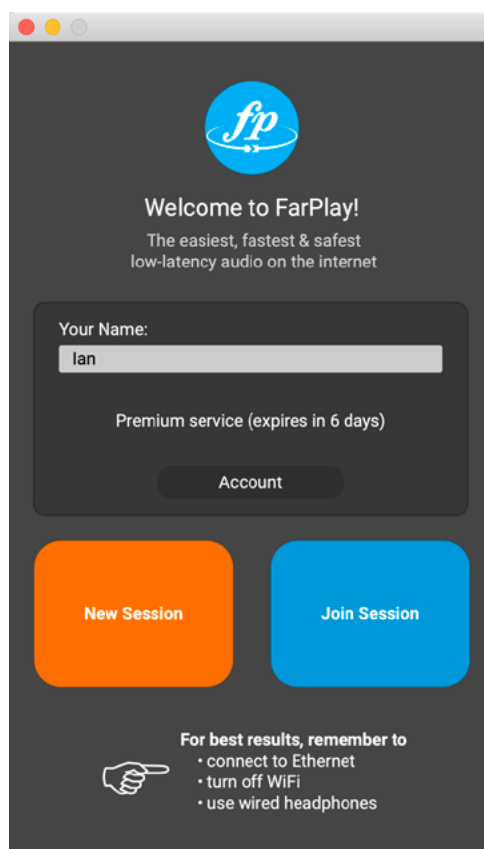 fp
Welcome to FarPlay!
The easiest, fastest & safest
low-latency audio on the internet
Your Name:
Ian
Premium service (expires in 6 days)
Account
New Session
Join Session
For best results, remember to
• connect to Ethernet
• turn off WiFi
• use wired headphones